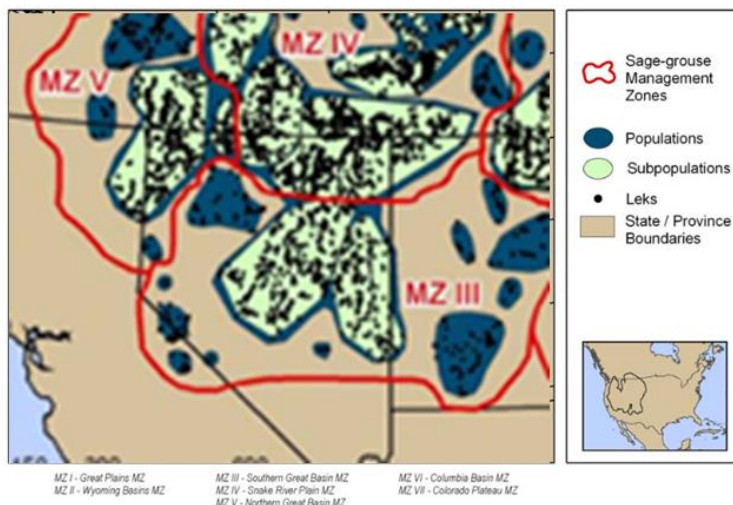 MZ IV
MZ V
MZ III
Sage-grouse
Management
Zones
Populations
Subpopulations
Leks
State / Province
Boundaries
MZ I - Great Plains MZ
MZ II - Wyoming Basins MZ
MZ III - Southern Great Basin MZ
MZ IV - Snake River Plain MZ
MZ V - Northern Great Basin MZ
MZ VI - Columbia Basin MZ
MZ VII - Colorado Plateau MZ